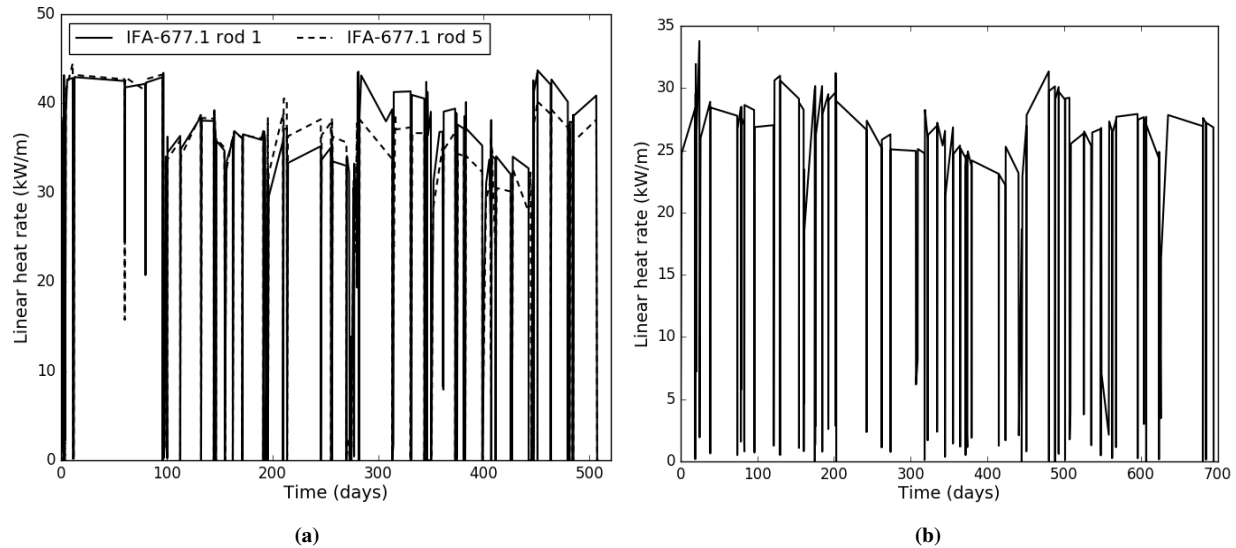 50
40
30
20
10
0
Linear heat rate (kW/m)
IFA-677.1 rod 1
IFA-677.1 rod 5
0 100 200 300 400 500
Time (days)
(a)
35
30
25
20
15
10
5
0
Linear heat rate (kW/m)
0 100 200 300 400 500 600 700
Time (days)
(b)